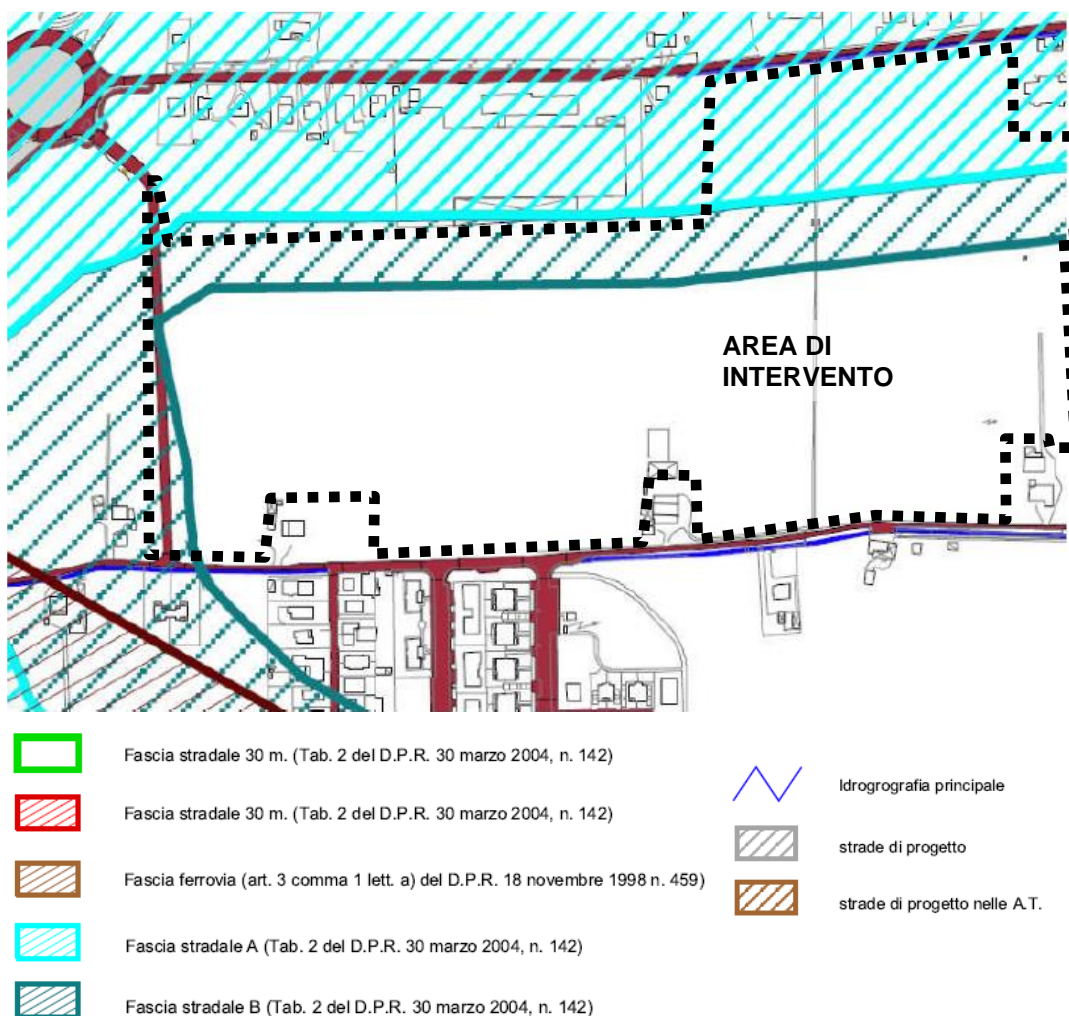 AREA DI
INTERVENTO
Fascia stradale 30 m. (Tab. 2 del D.P.R. 30 marzo 2004, n. 142)
Fascia stradale 30 m. (Tab. 2 del D.P.R. 30 marzo 2004, n. 142)
Fascia ferrovia (art. 3 comma 1 lett. a) del D.P.R. 18 novembre 1998 n. 459)
Fascia stradale A (Tab. 2 del D.P.R. 30 marzo 2004, n. 142)
Fascia stradale B (Tab. 2 del D.P.R. 30 marzo 2004, n. 142)
Idrogrografia principale
strade di progetto
strade di progetto nelle A.T.